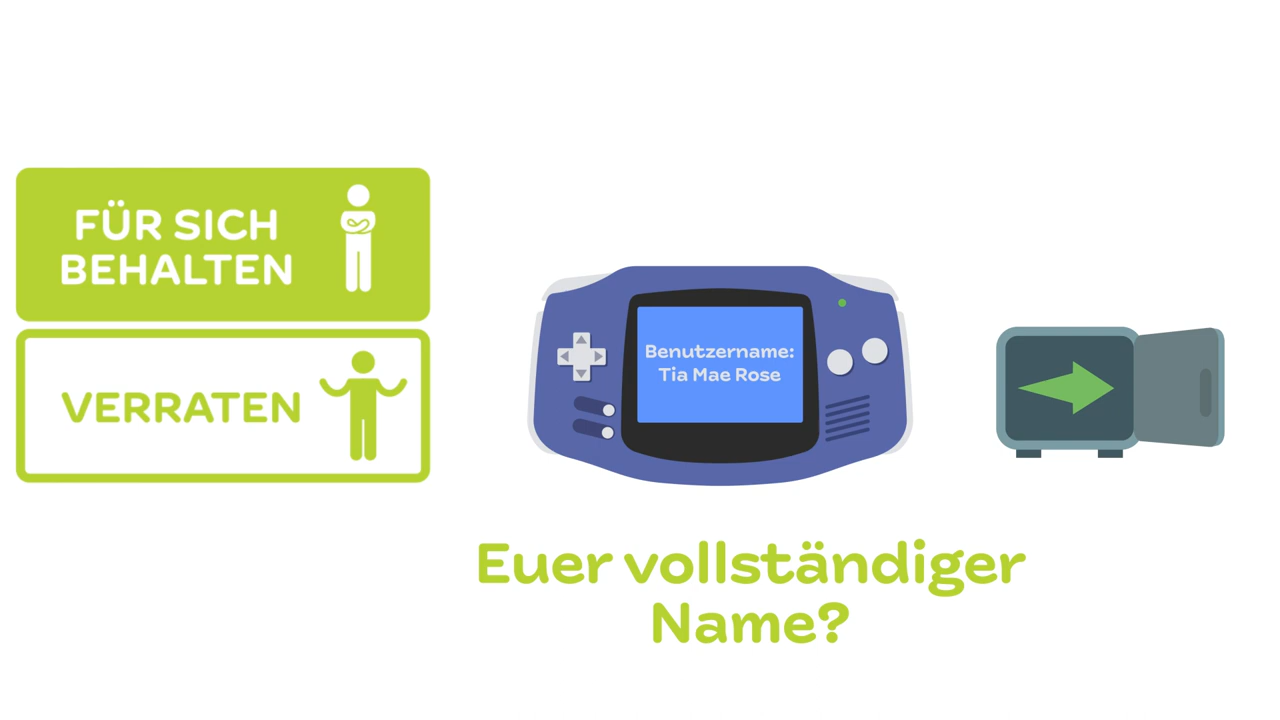 FÜR SICH
BEHALTEN
VERRATEN
Benutzername:
Tia Mae Rose
Euer vollständiger
Name?